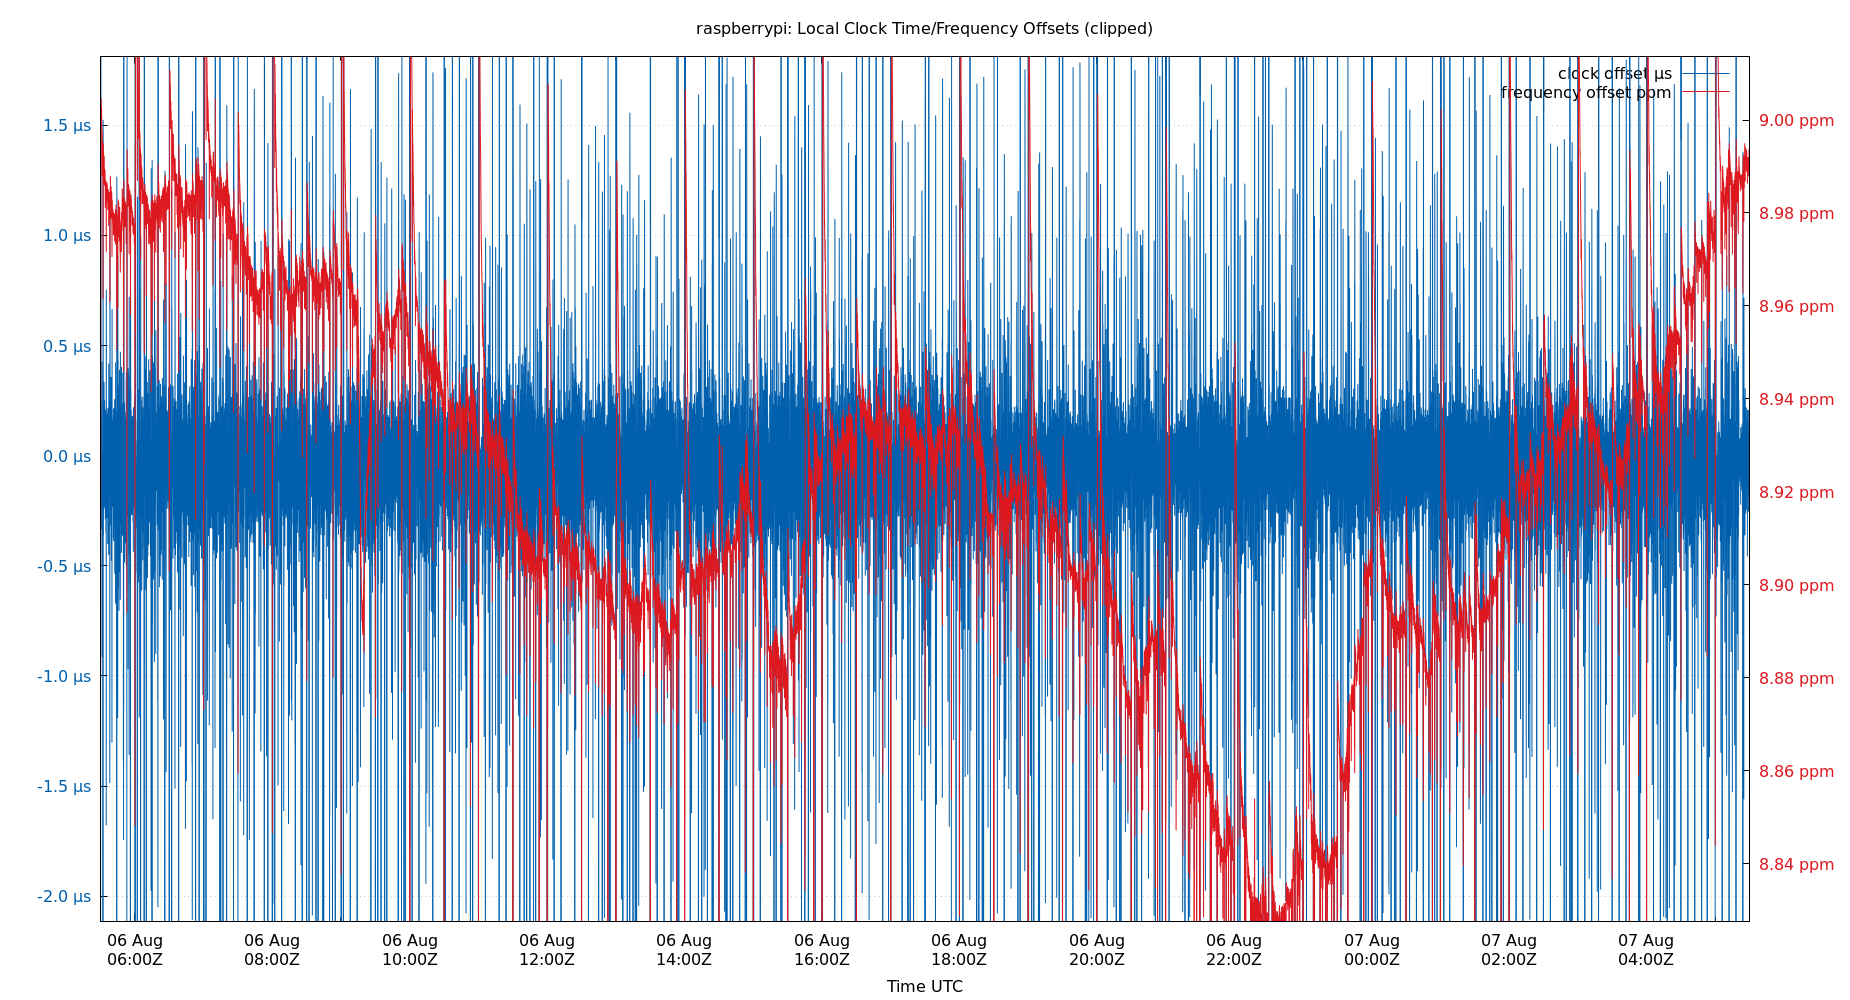 raspberrypi: Local Clock Time/Frequency Offsets (clipped)
clock offset µs
frequency offset ppm
1.5 µs
1.0 µs
0.5 µs
0.0 µs
-0.5 µs
-1.0 µs
-1.5 µs
-2.0 µs
9.00 ppm
8.98 ppm
8.96 ppm
8.94 ppm
8.92 ppm
8.90 ppm
8.88 ppm
8.86 ppm
8.84 ppm
06 Aug 06 Aug 06 Aug 06 Aug 06 Aug 06 Aug 06 Aug 06 Aug 06 Aug 07 Aug 07 Aug 07 Aug
06:00Z 08:00Z 10:00Z 12:00Z 14:00Z 16:00Z 18:00Z 20:00Z 22:00Z 00:00Z 02:00Z 04:00Z
Time UTC